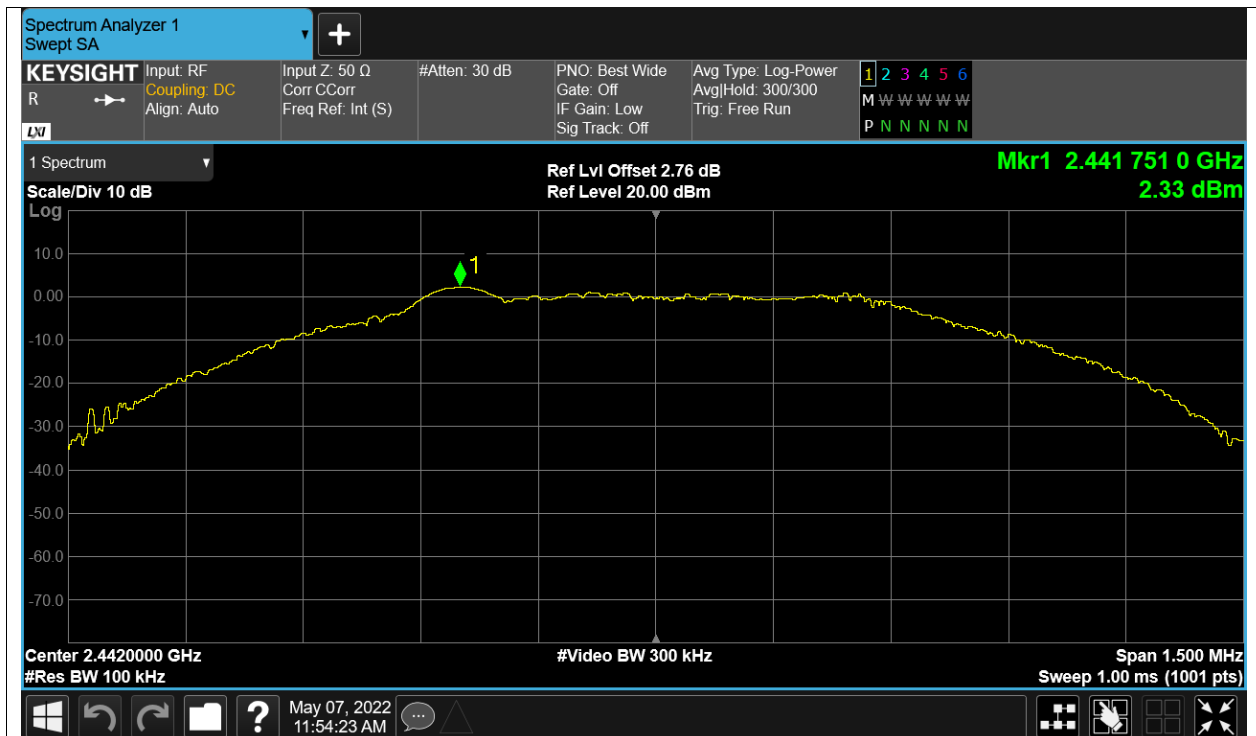 Spectrum Analyzer 1
Swept SA
+
KEYSIGHT
R
LXI
Input: RF
Coupling: DC
Align: Auto
Input Z: 50 Ω
Corr CCorr
Freq Ref: Int (S)
#Atten: 30 dB
PNO: Best Wide
Gate: Off
IF Gain: Low
Sig Track: Off
Avg Type: Log-Power
Avg|Hold: 300/300
Trig: Free Run
1 2 3 4 5 6
M W W W W W
P N N N N N
1 Spectrum
Scale/Div 10 dB
Log
Ref Lvl Offset 2.76 dB
Ref Level 20.00 dBm
Mkr1 2.441 751 0 GHz
2.33 dBm
10.0
1
0.00
-10.0
-20.0
-30.0
-40.0
-50.0
-60.0
-70.0
Center 2.4420000 GHz
#Res BW 100 kHz
#Video BW 300 kHz
Span 1.500 MHz
Sweep 1.00 ms (1001 pts)
?
May 07, 2022
11:54:23 AM